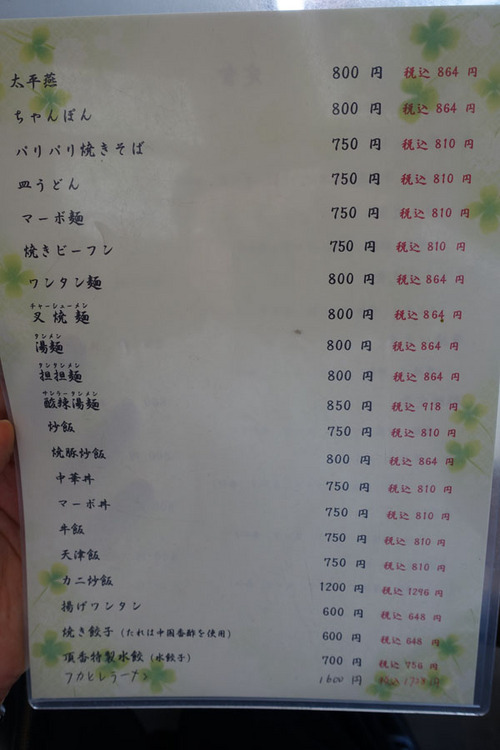 太平燕 800 円 税込 864 円
ちゃんぽん 800 円 税込 864 円
パリパリ焼きそば 750 円 税込 810 円
皿うどん 750 円 税込 810 円
マーボ麺 750 円 税込 810 円
焼きビーフン 750 円 税込 810 円
ワンタン麺 800 円 税込 864 円
チャーシューメン
叉焼麺 800 円 税込 864 円
タンメン
湯麺 800 円 税込 864 円
タンタンメン
担担麺 800 円 税込 864 円
サンラータンメン
酸辣湯麺 850 円 税込 918 円
炒飯 750 円 税込 810 円
焼豚炒飯 800 円 税込 864 円
中華丼 750 円 税込 810 円
マーボ丼 750 円 税込 810 円
牛飯 750 円 税込 810 円
天津飯 750 円 税込 810 円
カニ炒飯 1200 円 税込 1296 円
揚げワンタン 600 円 税込 648 円
焼き餃子 (たれは中国香酢を使用) 600 円 税込 648 円
頂香特製水餃 (水餃子) 700 円 税込 756 円
フカヒレラーメン 1600 円 税込 1728 円